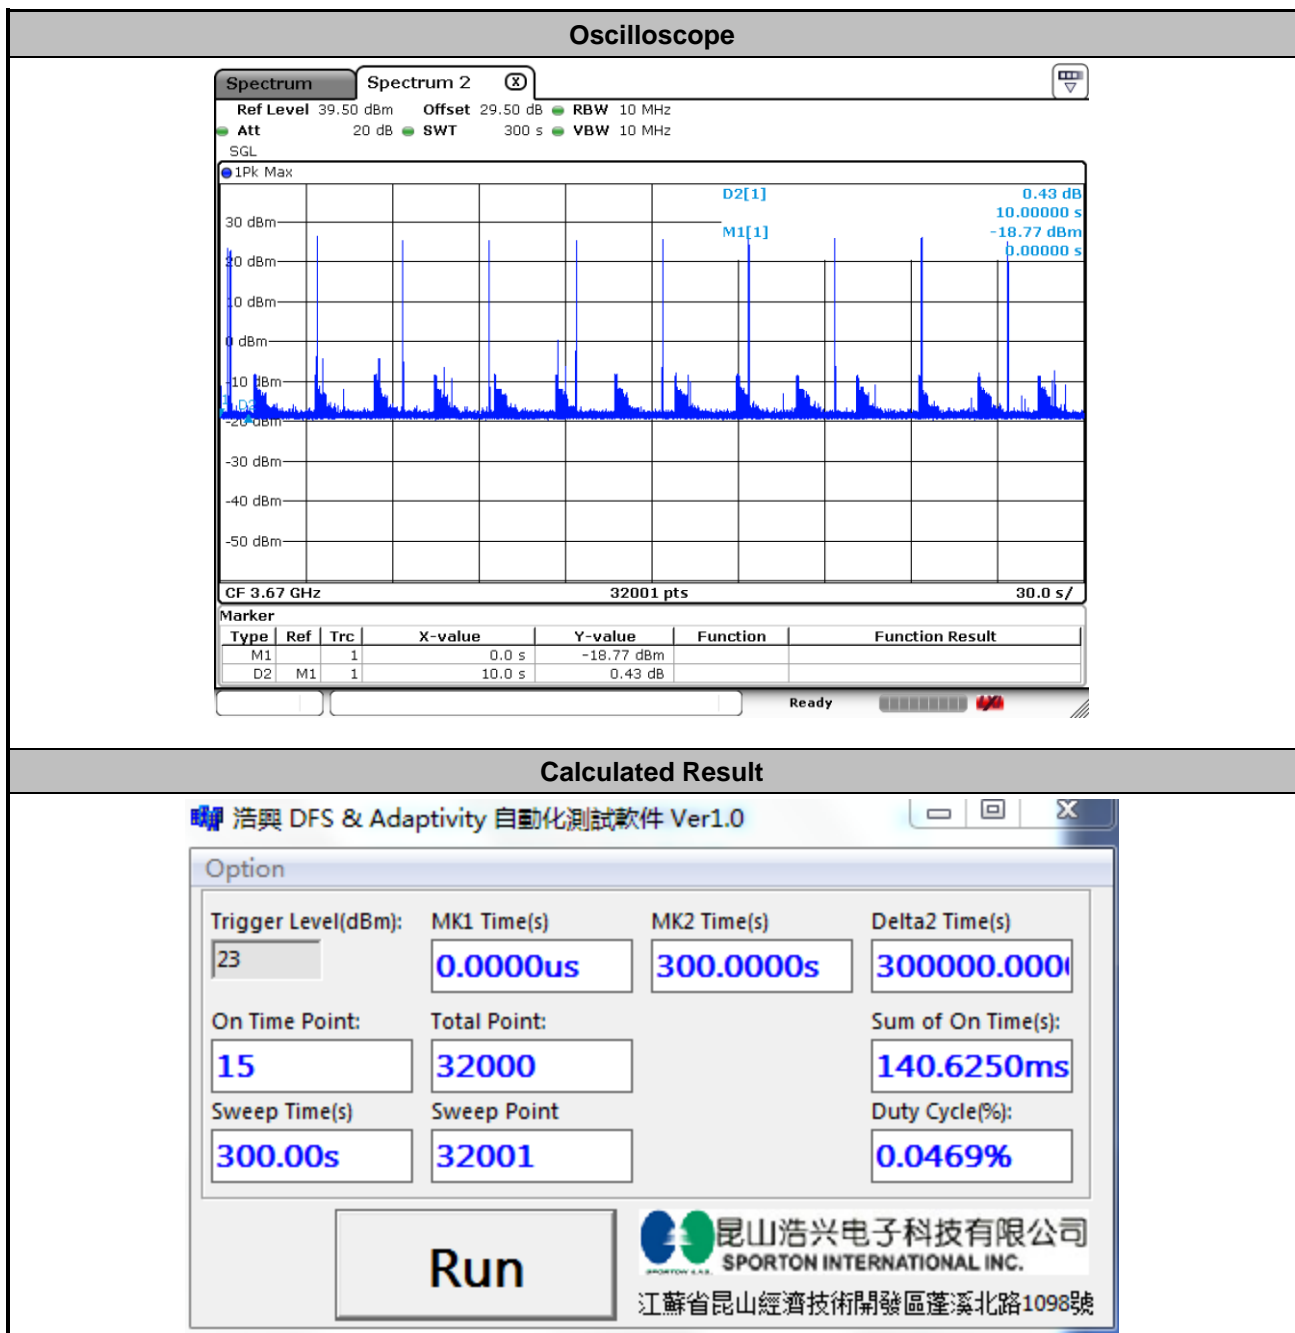 Oscilloscope
Spectrum Spectrum 2 X
Ref Level 39.50 dBm Offset 29.50 dB RBW 10 MHz
Att 20 dB SWT 300 s VBW 10 MHz
SGL
1Pk Max
D2[1] 0.43 dB
10.00000 s
30 dBm
M1[1] -18.77 dBm
0.00000 s
20 dBm
10 dBm
0 dBm
-10 dBm
D2
-20 dBm
-30 dBm
-40 dBm
-50 dBm
CF 3.67 GHz 32001 pts 30.0 s/
Marker
Type Ref Trc X-value Y-value Function Function Result
M1 1 0.0 s -18.77 dBm
D2 M1 1 10.0 s 0.43 dB
Ready
Calculated Result
浩興 DFS & Adaptivity 自動化測試軟件 Ver1.0
Option
Trigger Level(dBm): MK1 Time(s) MK2 Time(s) Delta2 Time(s)
23 0.0000us 300.0000s 300000.000
On Time Point: Total Point: Sum of On Time(s):
15 32000 140.6250ms
Sweep Time(s) Sweep Point Duty Cycle(%):
300.00s 32001 0.0469%
Run
昆山浩兴电子科技有限公司
SPORTON INTERNATIONAL INC.
江蘇省昆山經濟技術開發區蓬溪北路1098號